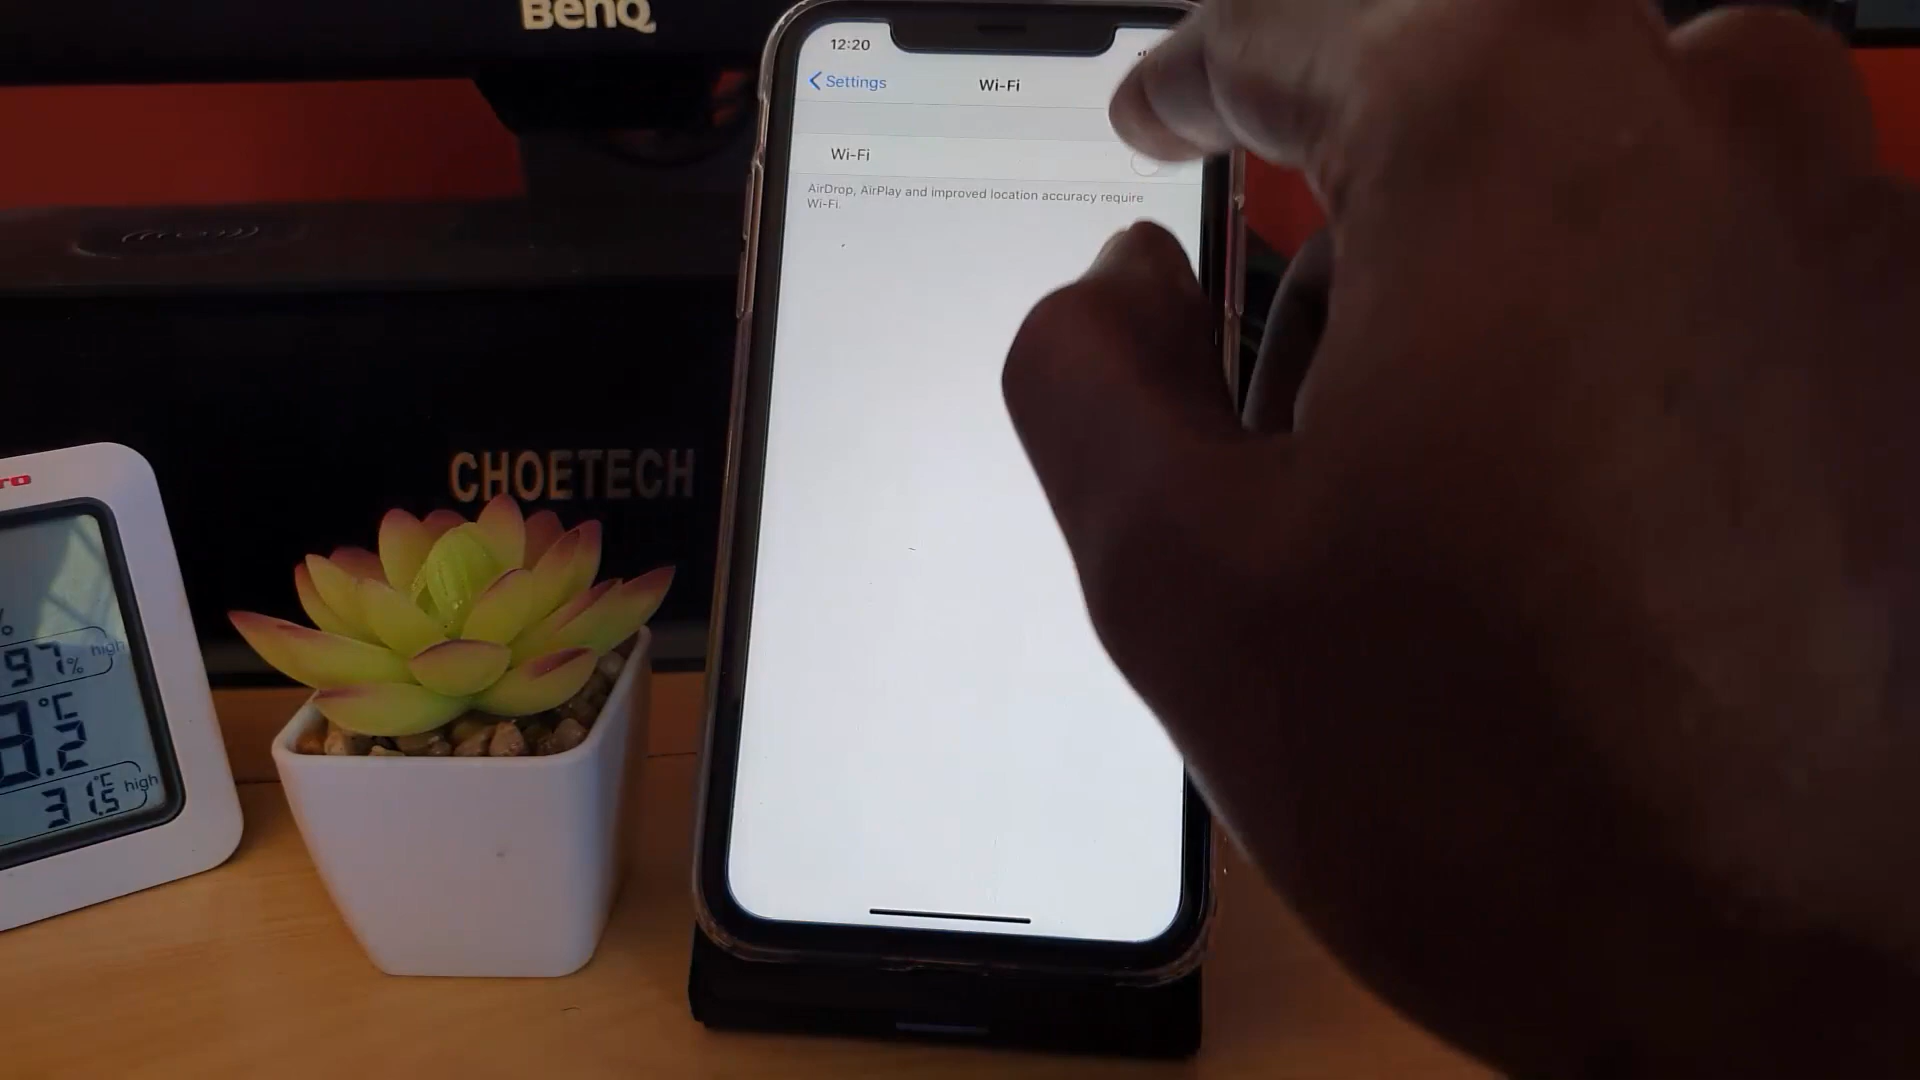 BenQ
12:20
Settings
Wi-Fi
Wi-Fi
AirDrop, AirPlay and improved location accuracy require
Wi-Fi.
CHOETECH
%
97% high
°C
.2
31.5 °C high